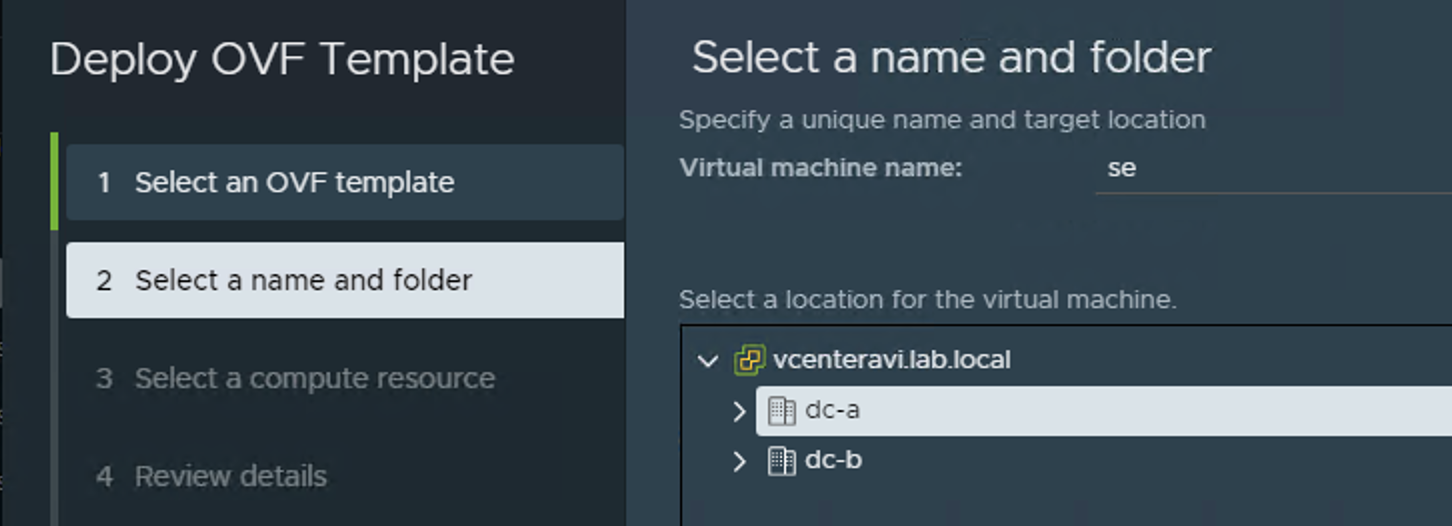 Deploy OVF Template
1 Select an OVF template
2 Select a name and folder
3 Select a compute resource
4 Review details
Select a name and folder
Specify a unique name and target location
Virtual machine name: se
Select a location for the virtual machine.
vcenteravi.lab.local
dc-a
dc-b